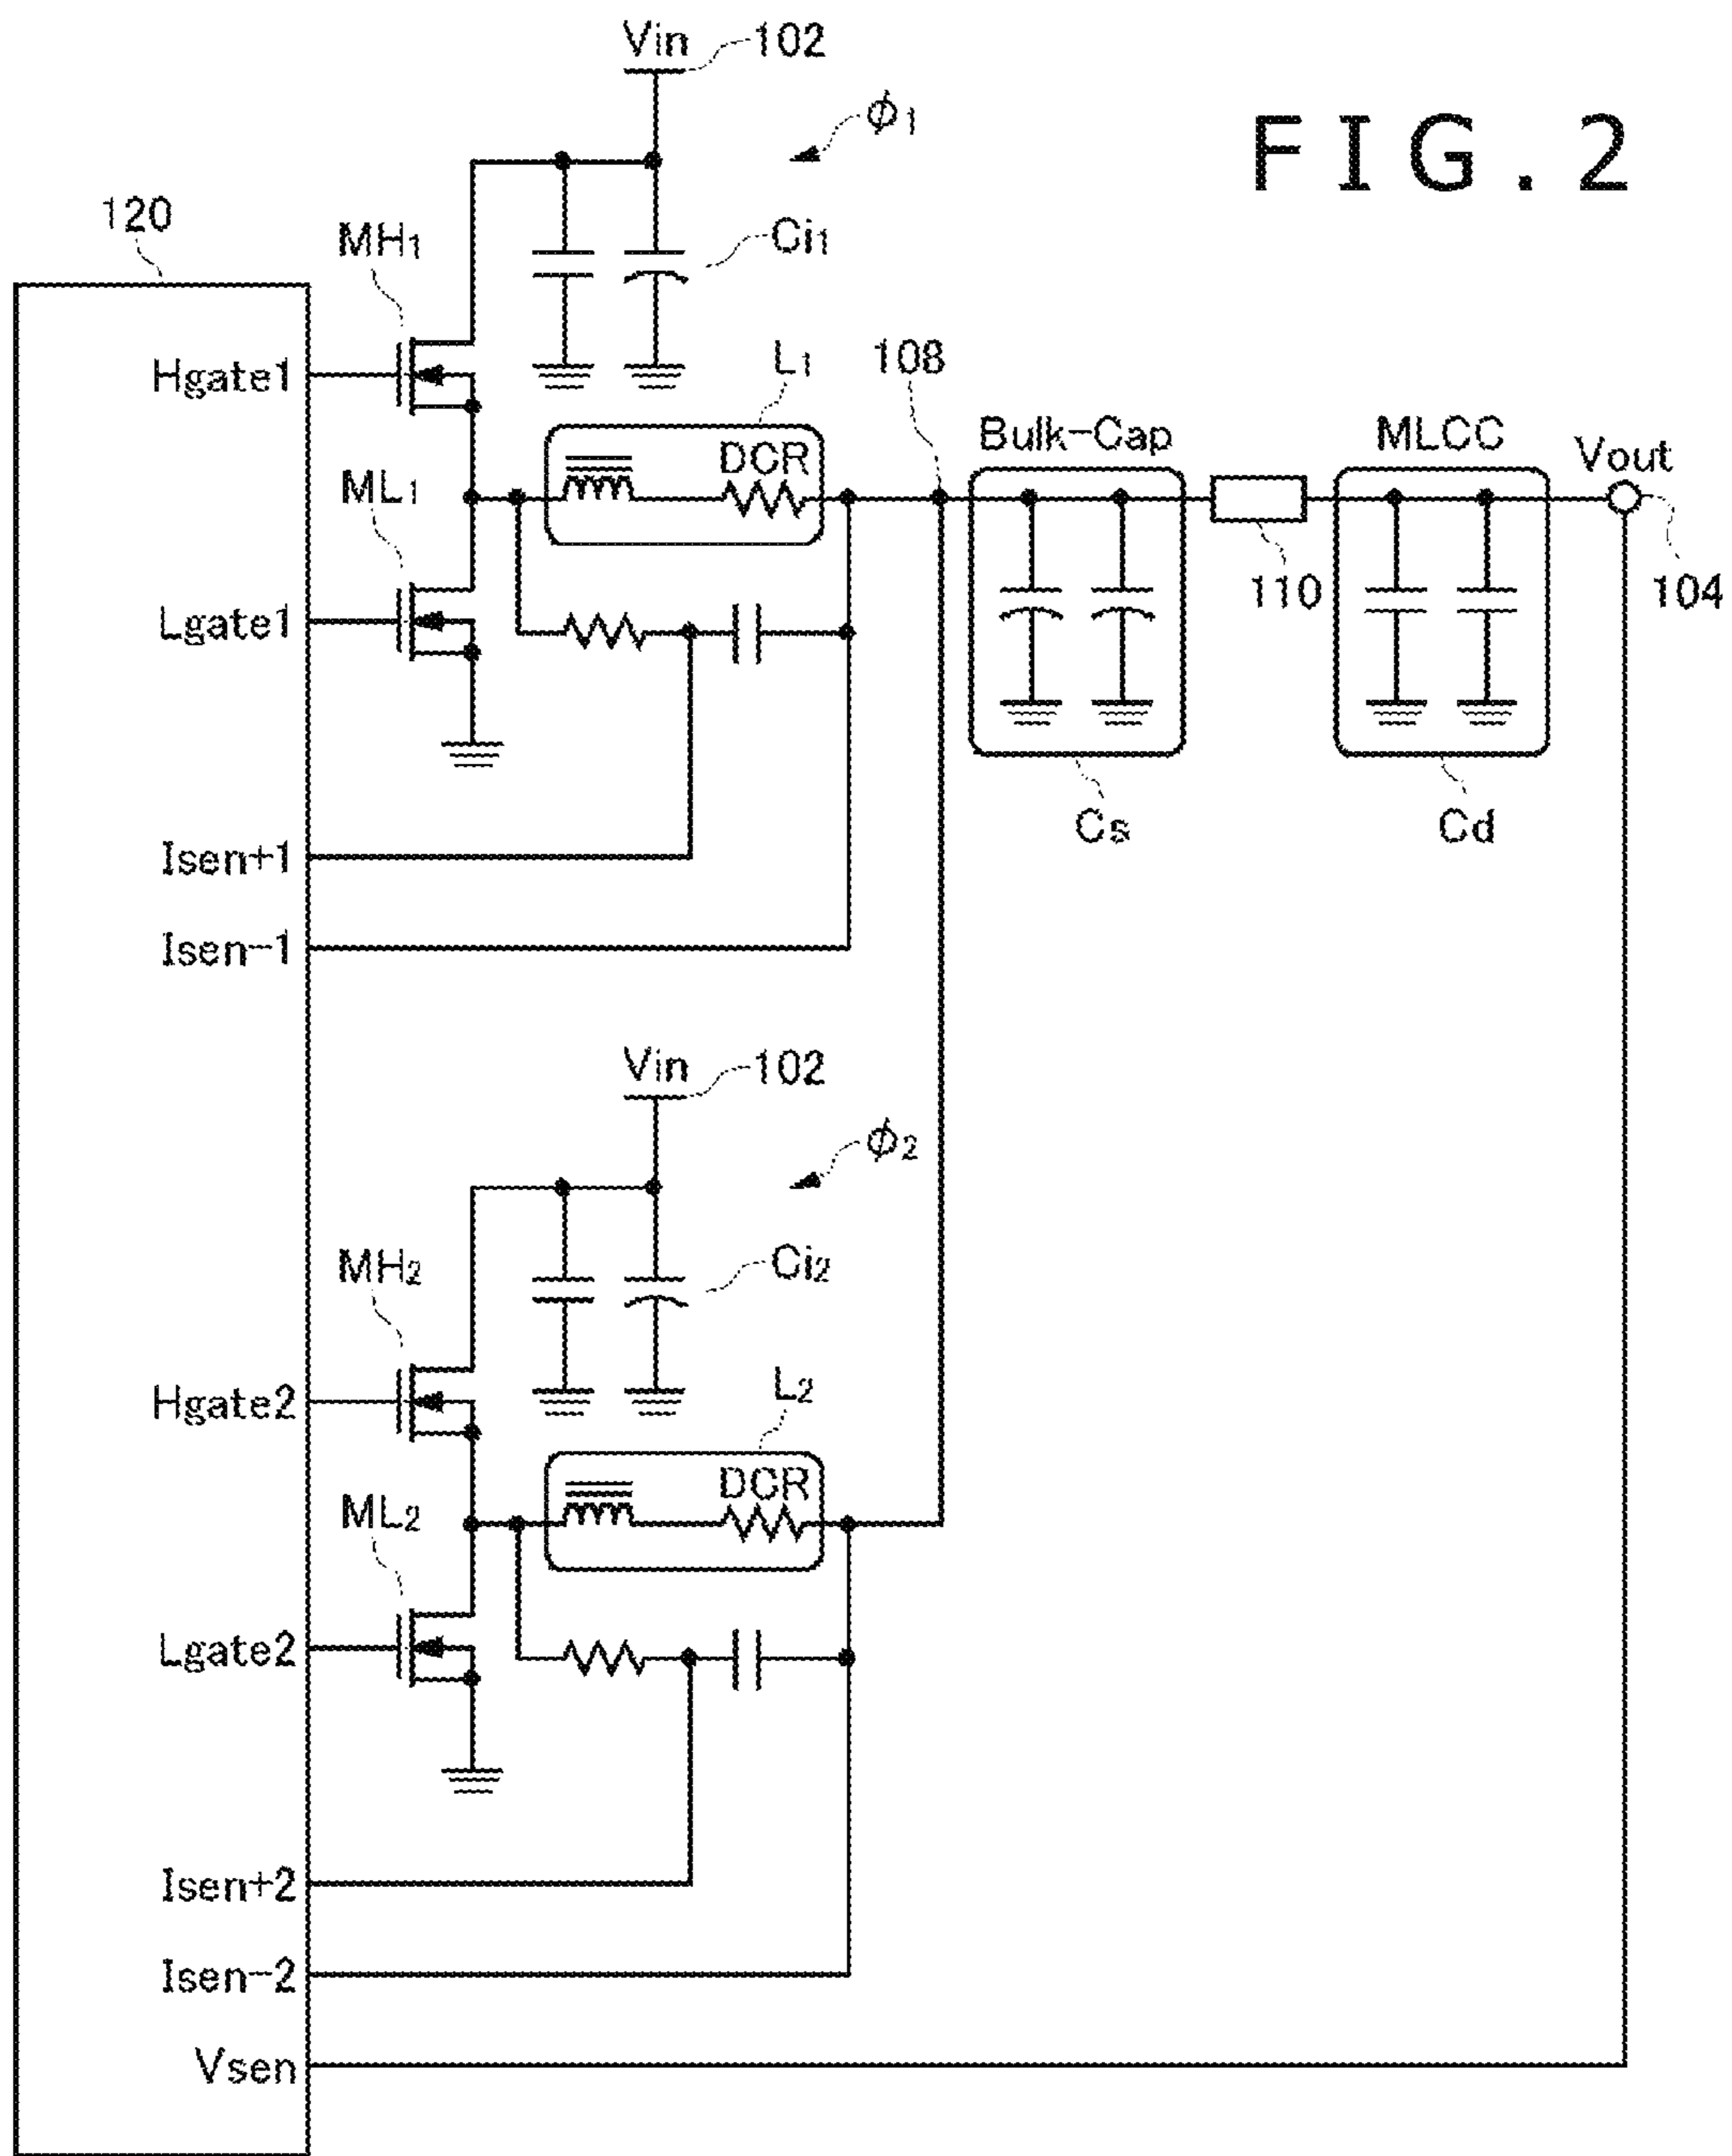 FIG.2
Vin 102
ϕ1
120
MH1
Ci1
Hgate1
L1
108
DCR
Bulk-Cap
MLCC
Vout
ML1
110
104
Lgate1
Cs
Cd
Isen+1
Isen-1
Vin 102
ϕ2
MH2
Ci2
Hgate2
L2
DCR
ML2
Lgate2
Isen+2
Isen-2
Vsen